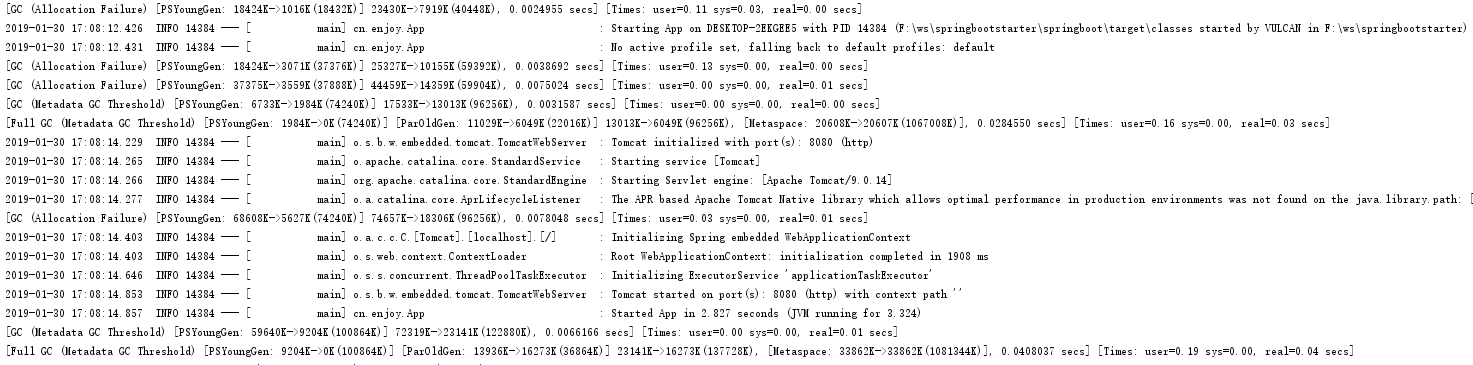 [GC (Allocation Failure) [PSYoungGen: 18424K->1016K(18432K)] 23430K->7919K(40448K), 0.0024955 secs] [Times: user=0.11 sys=0.03, real=0.00 secs]
2019-01-30 17:08:12.426  INFO 14384 --- [           main] cn.enjoy.App                             : Starting App on DESKTOP-2EKGEE5 with PID 14384 (F:\ws\springbootstarter\springboot\target\classes started by VULCAN in F:\ws\springbootstarter)
2019-01-30 17:08:12.431  INFO 14384 --- [           main] cn.enjoy.App                             : No active profile set, falling back to default profiles: default
[GC (Allocation Failure) [PSYoungGen: 18424K->3071K(37376K)] 25327K->10155K(59392K), 0.0038692 secs] [Times: user=0.13 sys=0.00, real=0.00 secs]
[GC (Allocation Failure) [PSYoungGen: 37375K->3559K(37888K)] 44459K->14359K(59904K), 0.0075024 secs] [Times: user=0.00 sys=0.00, real=0.01 secs]
[GC (Metadata GC Threshold) [PSYoungGen: 6733K->1984K(74240K)] 17533K->13013K(96256K), 0.0031587 secs] [Times: user=0.00 sys=0.00, real=0.00 secs]
[Full GC (Metadata GC Threshold) [PSYoungGen: 1984K->0K(74240K)] [ParOldGen: 11029K->6049K(22016K)] 13013K->6049K(96256K), [Metaspace: 20608K->20607K(1067008K)], 0.0284550 secs] [Times: user=0.16 sys=0.00, real=0.03 secs]
2019-01-30 17:08:14.229  INFO 14384 --- [           main] o.s.b.w.embedded.tomcat.TomcatWebServer  : Tomcat initialized with port(s): 8080 (http)
2019-01-30 17:08:14.265  INFO 14384 --- [           main] o.apache.catalina.core.StandardService   : Starting service [Tomcat]
2019-01-30 17:08:14.266  INFO 14384 --- [           main] org.apache.catalina.core.StandardEngine  : Starting Servlet engine: [Apache Tomcat/9.0.14]
2019-01-30 17:08:14.277  INFO 14384 --- [           main] o.a.catalina.core.AprLifecycleListener   : The APR based Apache Tomcat Native library which allows optimal performance in production environments was not found on the java.library.path: [
[GC (Allocation Failure) [PSYoungGen: 68608K->5627K(74240K)] 74657K->18306K(96256K), 0.0078048 secs] [Times: user=0.03 sys=0.00, real=0.01 secs]
2019-01-30 17:08:14.403  INFO 14384 --- [           main] o.a.c.c.C.[Tomcat].[localhost].[/]       : Initializing Spring embedded WebApplicationContext
2019-01-30 17:08:14.403  INFO 14384 --- [           main] o.s.web.context.ContextLoader            : Root WebApplicationContext: initialization completed in 1908 ms
2019-01-30 17:08:14.646  INFO 14384 --- [           main] o.s.s.concurrent.ThreadPoolTaskExecutor  : Initializing ExecutorService 'applicationTaskExecutor'
2019-01-30 17:08:14.853  INFO 14384 --- [           main] o.s.b.w.embedded.tomcat.TomcatWebServer  : Tomcat started on port(s): 8080 (http) with context path ''
2019-01-30 17:08:14.857  INFO 14384 --- [           main] cn.enjoy.App                             : Started App in 2.827 seconds (JVM running for 3.324)
[GC (Metadata GC Threshold) [PSYoungGen: 59640K->9204K(100864K)] 72319K->23141K(122880K), 0.0066166 secs] [Times: user=0.00 sys=0.00, real=0.01 secs]
[Full GC (Metadata GC Threshold) [PSYoungGen: 9204K->0K(100864K)] [ParOldGen: 13936K->16273K(36864K)] 23141K->16273K(137728K), [Metaspace: 33862K->33862K(1081344K)], 0.0408037 secs] [Times: user=0.19 sys=0.00, real=0.04 secs]